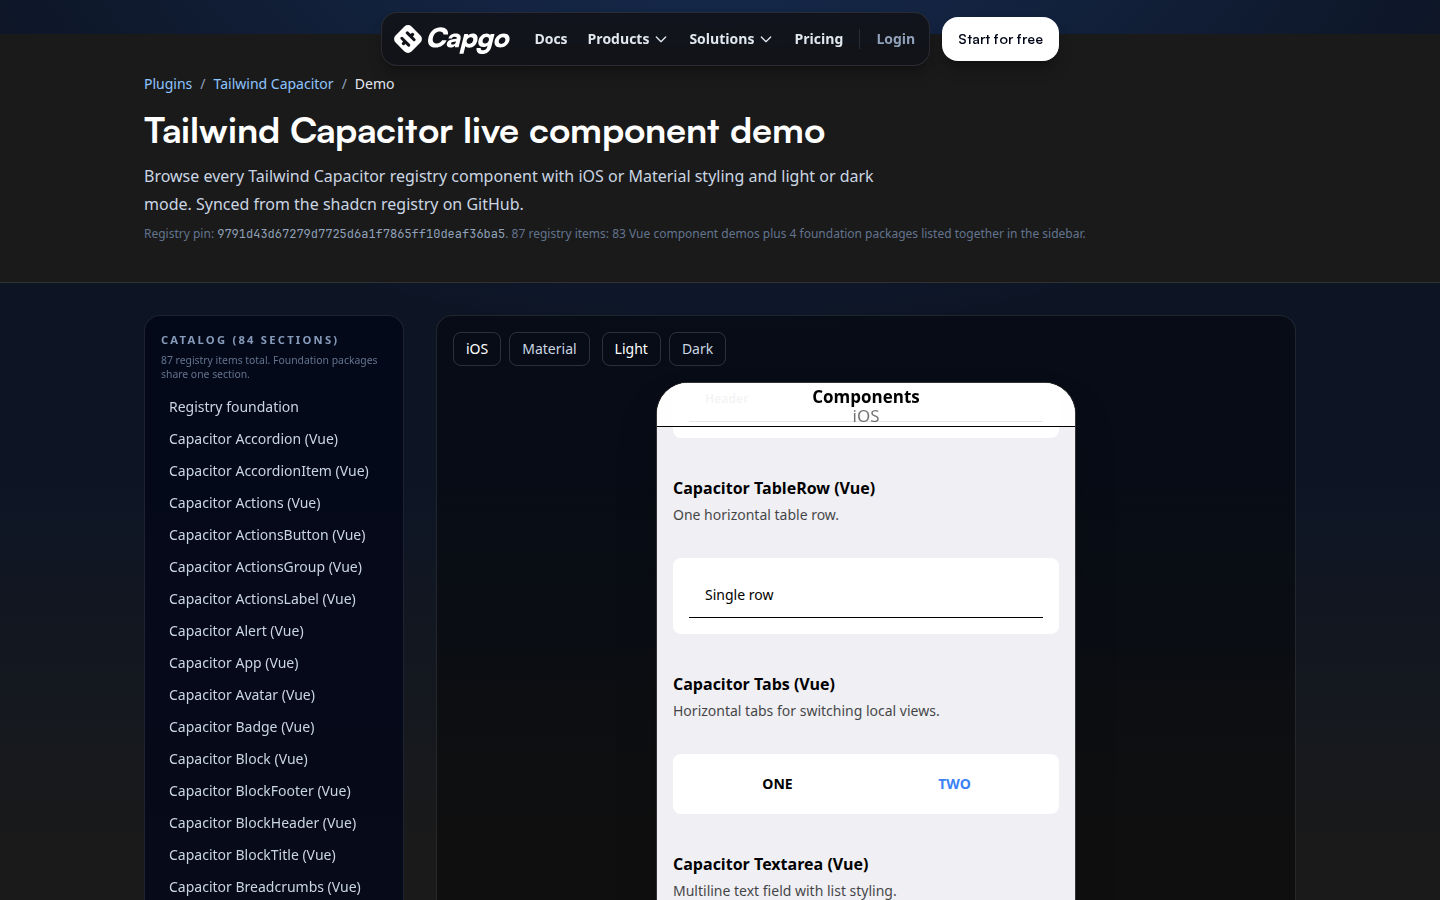 Capgo Docs Products Solutions Pricing Login Start for free
Plugins / Tailwind Capacitor / Demo
Tailwind Capacitor live component demo
Browse every Tailwind Capacitor registry component with iOS or Material styling and light or dark
mode. Synced from the shadcn registry on GitHub.
Registry pin: 9791d43d67279d7725d6a1f7865ff10deaf36ba5. 87 registry items: 83 Vue component demos plus 4 foundation packages listed together in the sidebar.
CATALOG (84 SECTIONS)
87 registry items total. Foundation packages
share one section.
Registry foundation
Capacitor Accordion (Vue)
Capacitor AccordionItem (Vue)
Capacitor Actions (Vue)
Capacitor ActionsButton (Vue)
Capacitor ActionsGroup (Vue)
Capacitor ActionsLabel (Vue)
Capacitor Alert (Vue)
Capacitor App (Vue)
Capacitor Avatar (Vue)
Capacitor Badge (Vue)
Capacitor Block (Vue)
Capacitor BlockFooter (Vue)
Capacitor BlockHeader (Vue)
Capacitor BlockTitle (Vue)
Capacitor Breadcrumbs (Vue)
iOS Material Light Dark
Header
Components
iOS
Capacitor TableRow (Vue)
One horizontal table row.
Single row
Capacitor Tabs (Vue)
Horizontal tabs for switching local views.
ONE TWO
Capacitor Textarea (Vue)
Multiline text field with list styling.